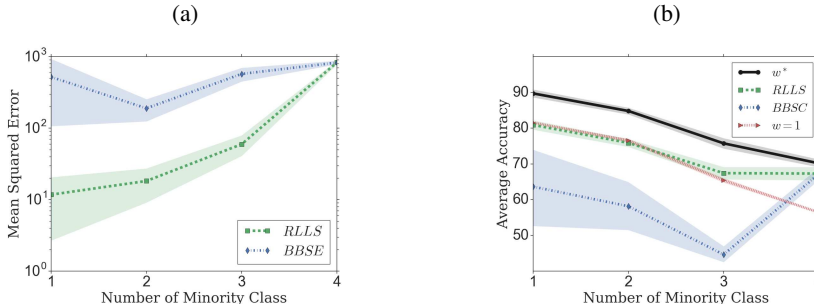 (a)
10^3
10^2
10^1
10^0
Mean Squared Error
RLLS
BBSE
1 2 3 4
Number of Minority Class
(b)
90
80
70
60
50
Average Accuracy
w*
RLLS
BBSC
w = 1
1 2 3
Number of Minority Class